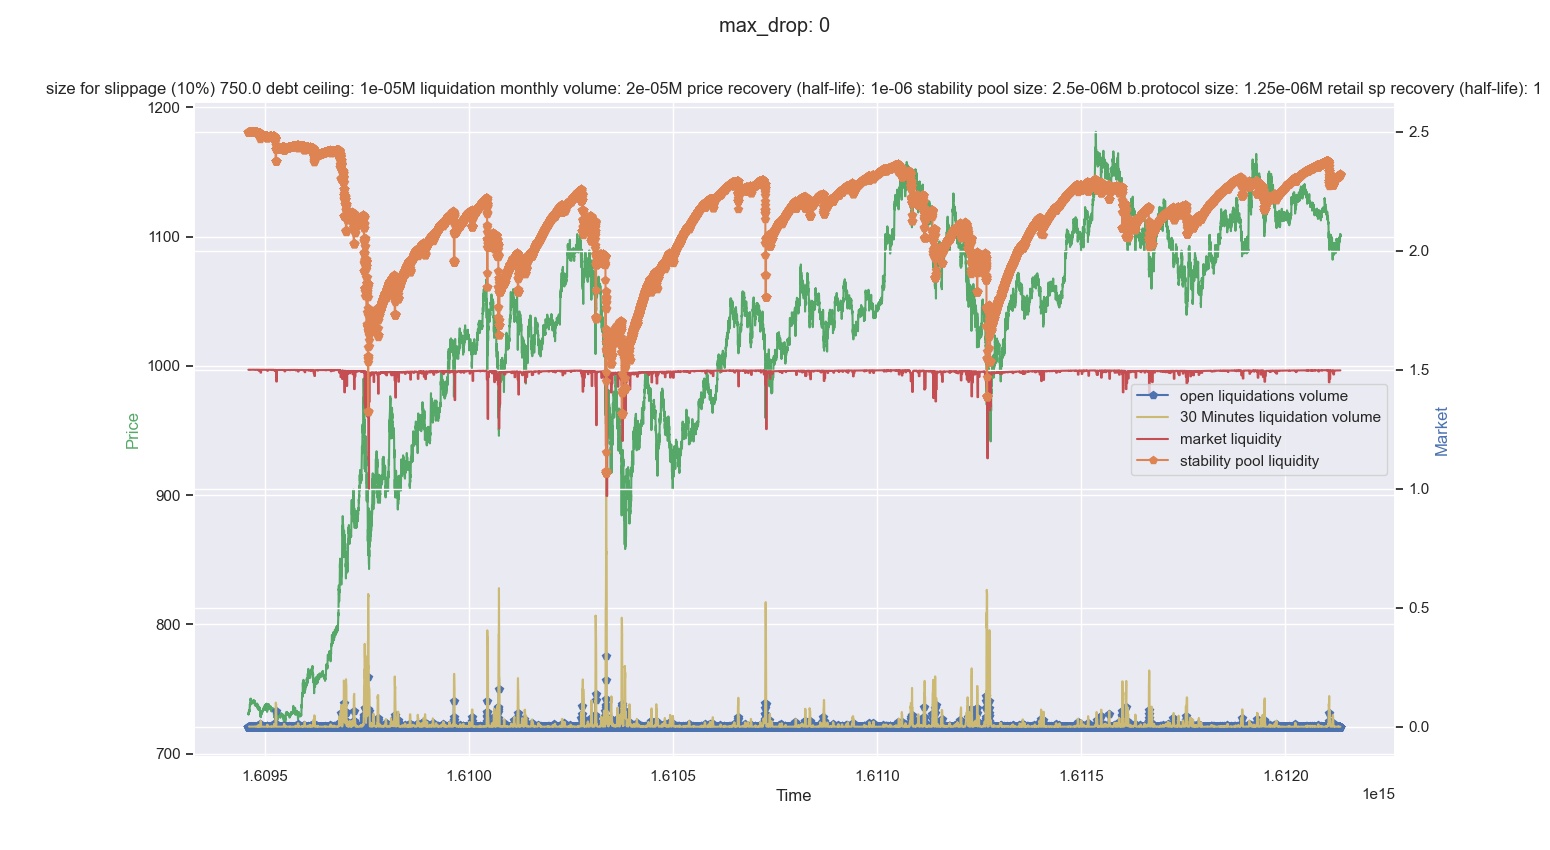 max_drop: 0
size for slippage (10%) 750.0 debt ceiling: 1e-05M liquidation monthly volume: 2e-05M price recovery (half-life): 1e-06 stability pool size: 2.5e-06M b.protocol size: 1.25e-06M retail sp recovery (half-life): 1
1200
1100
1000
900
800
700
Price
2.5
2.0
1.5
1.0
0.5
0.0
Market
open liquidations volume
30 Minutes liquidation volume
market liquidity
stability pool liquidity
1.6095 1.6100 1.6105 1.6110 1.6115 1.6120
Time
1e15